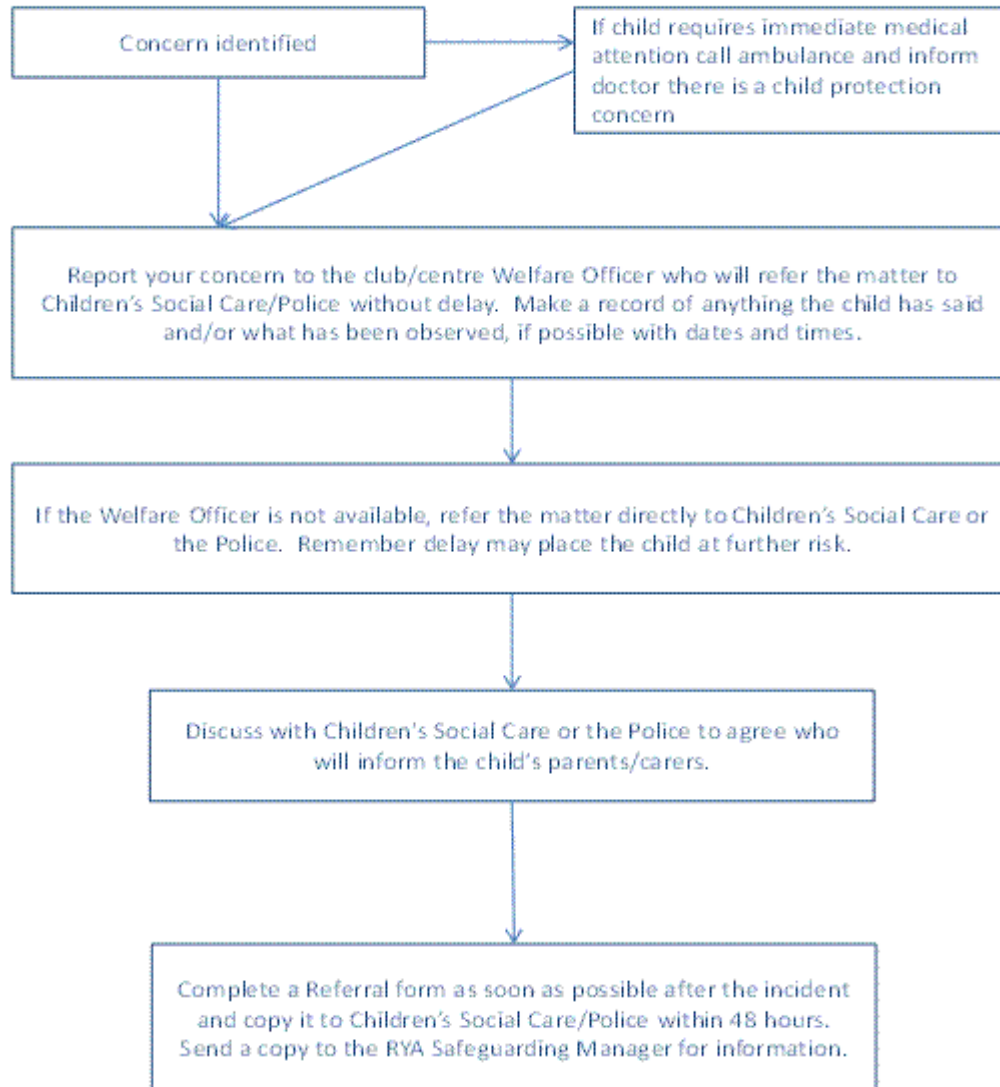 Concern identified
If child requires immediate medical
attention call ambulance and inform
doctor there is a child protection
concern
Report your concern to the club/centre Welfare Officer who will refer the matter to
Children's Social Care/Police without delay. Make a record of anything the child has said
and/or what has been observed, if possible with dates and times.
If the Welfare Officer is not available, refer the matter directly to Children's Social Care or
the Police. Remember delay may place the child at further risk.
Discuss with Children's Social Care or the Police to agree who
will inform the child's parents/carers.
Complete a Referral form as soon as possible after the incident
and copy it to Children's Social Care/Police within 48 hours.
Send a copy to the RYA Safeguarding Manager for information.